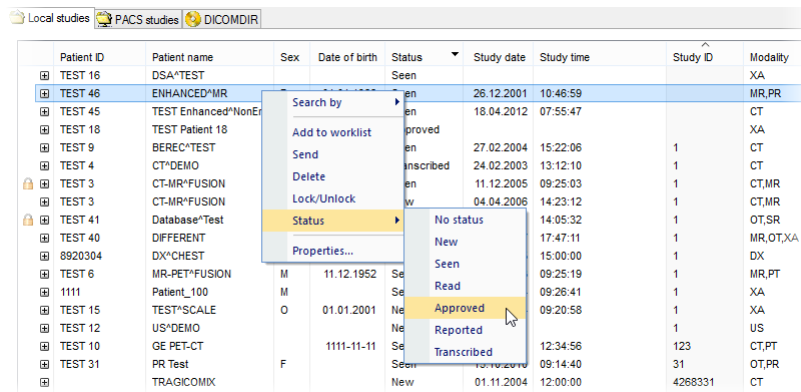 Local studies PACS studies DICOMDIR
Patient ID Patient name Sex Date of birth Status Study date Study time Study ID Modality
TEST 16 DSA^TEST Seen XA
TEST 46 ENHANCED^MR 26.12.2001 10:46:59 MR,PR
TEST 45 TEST Enhanced^NonEn 18.04.2012 07:55:47 CT
TEST 18 TEST Patient 18 proved XA
TEST 9 BEREC^TEST en 27.02.2004 15:22:06 1 CT
TEST 4 CT^DEMO anscribed 24.02.2003 13:12:10 1 CT
TEST 3 CT-MR^FUSION en 11.12.2005 09:25:03 1 CT,MR
TEST 3 CT-MR^FUSION w 04.04.2006 14:23:12 1 CT,MR
TEST 41 Database^Test 14:05:32 1 OT,SR
TEST 40 DIFFERENT 17:47:11 1 MR,OT,XA
8920304 DX^CHEST 15:00:00 1 DX
TEST 6 MR-PET^FUSION M 11.12.1952 Se 09:25:19 1 MR,PT
1111 Patient_100 M Se 09:26:41 1 XA
TEST 15 TEST^SCALE O 01.01.2001 Ne 09:20:58 1 XA
TEST 12 US^DEMO Ne 1 US
TEST 10 GE PET-CT 1111-11-11 Se 12:34:56 123 CT,PT
TEST 31 PR Test F See 09:14:40 31 OT,PR
TRAGICOMIX New 01.11.2004 12:00:00 4268331 CT
Search by
Add to worklist
Send
Delete
Lock/Unlock
Status
Properties...
No status
New
Seen
Read
Approved
Reported
Transcribed